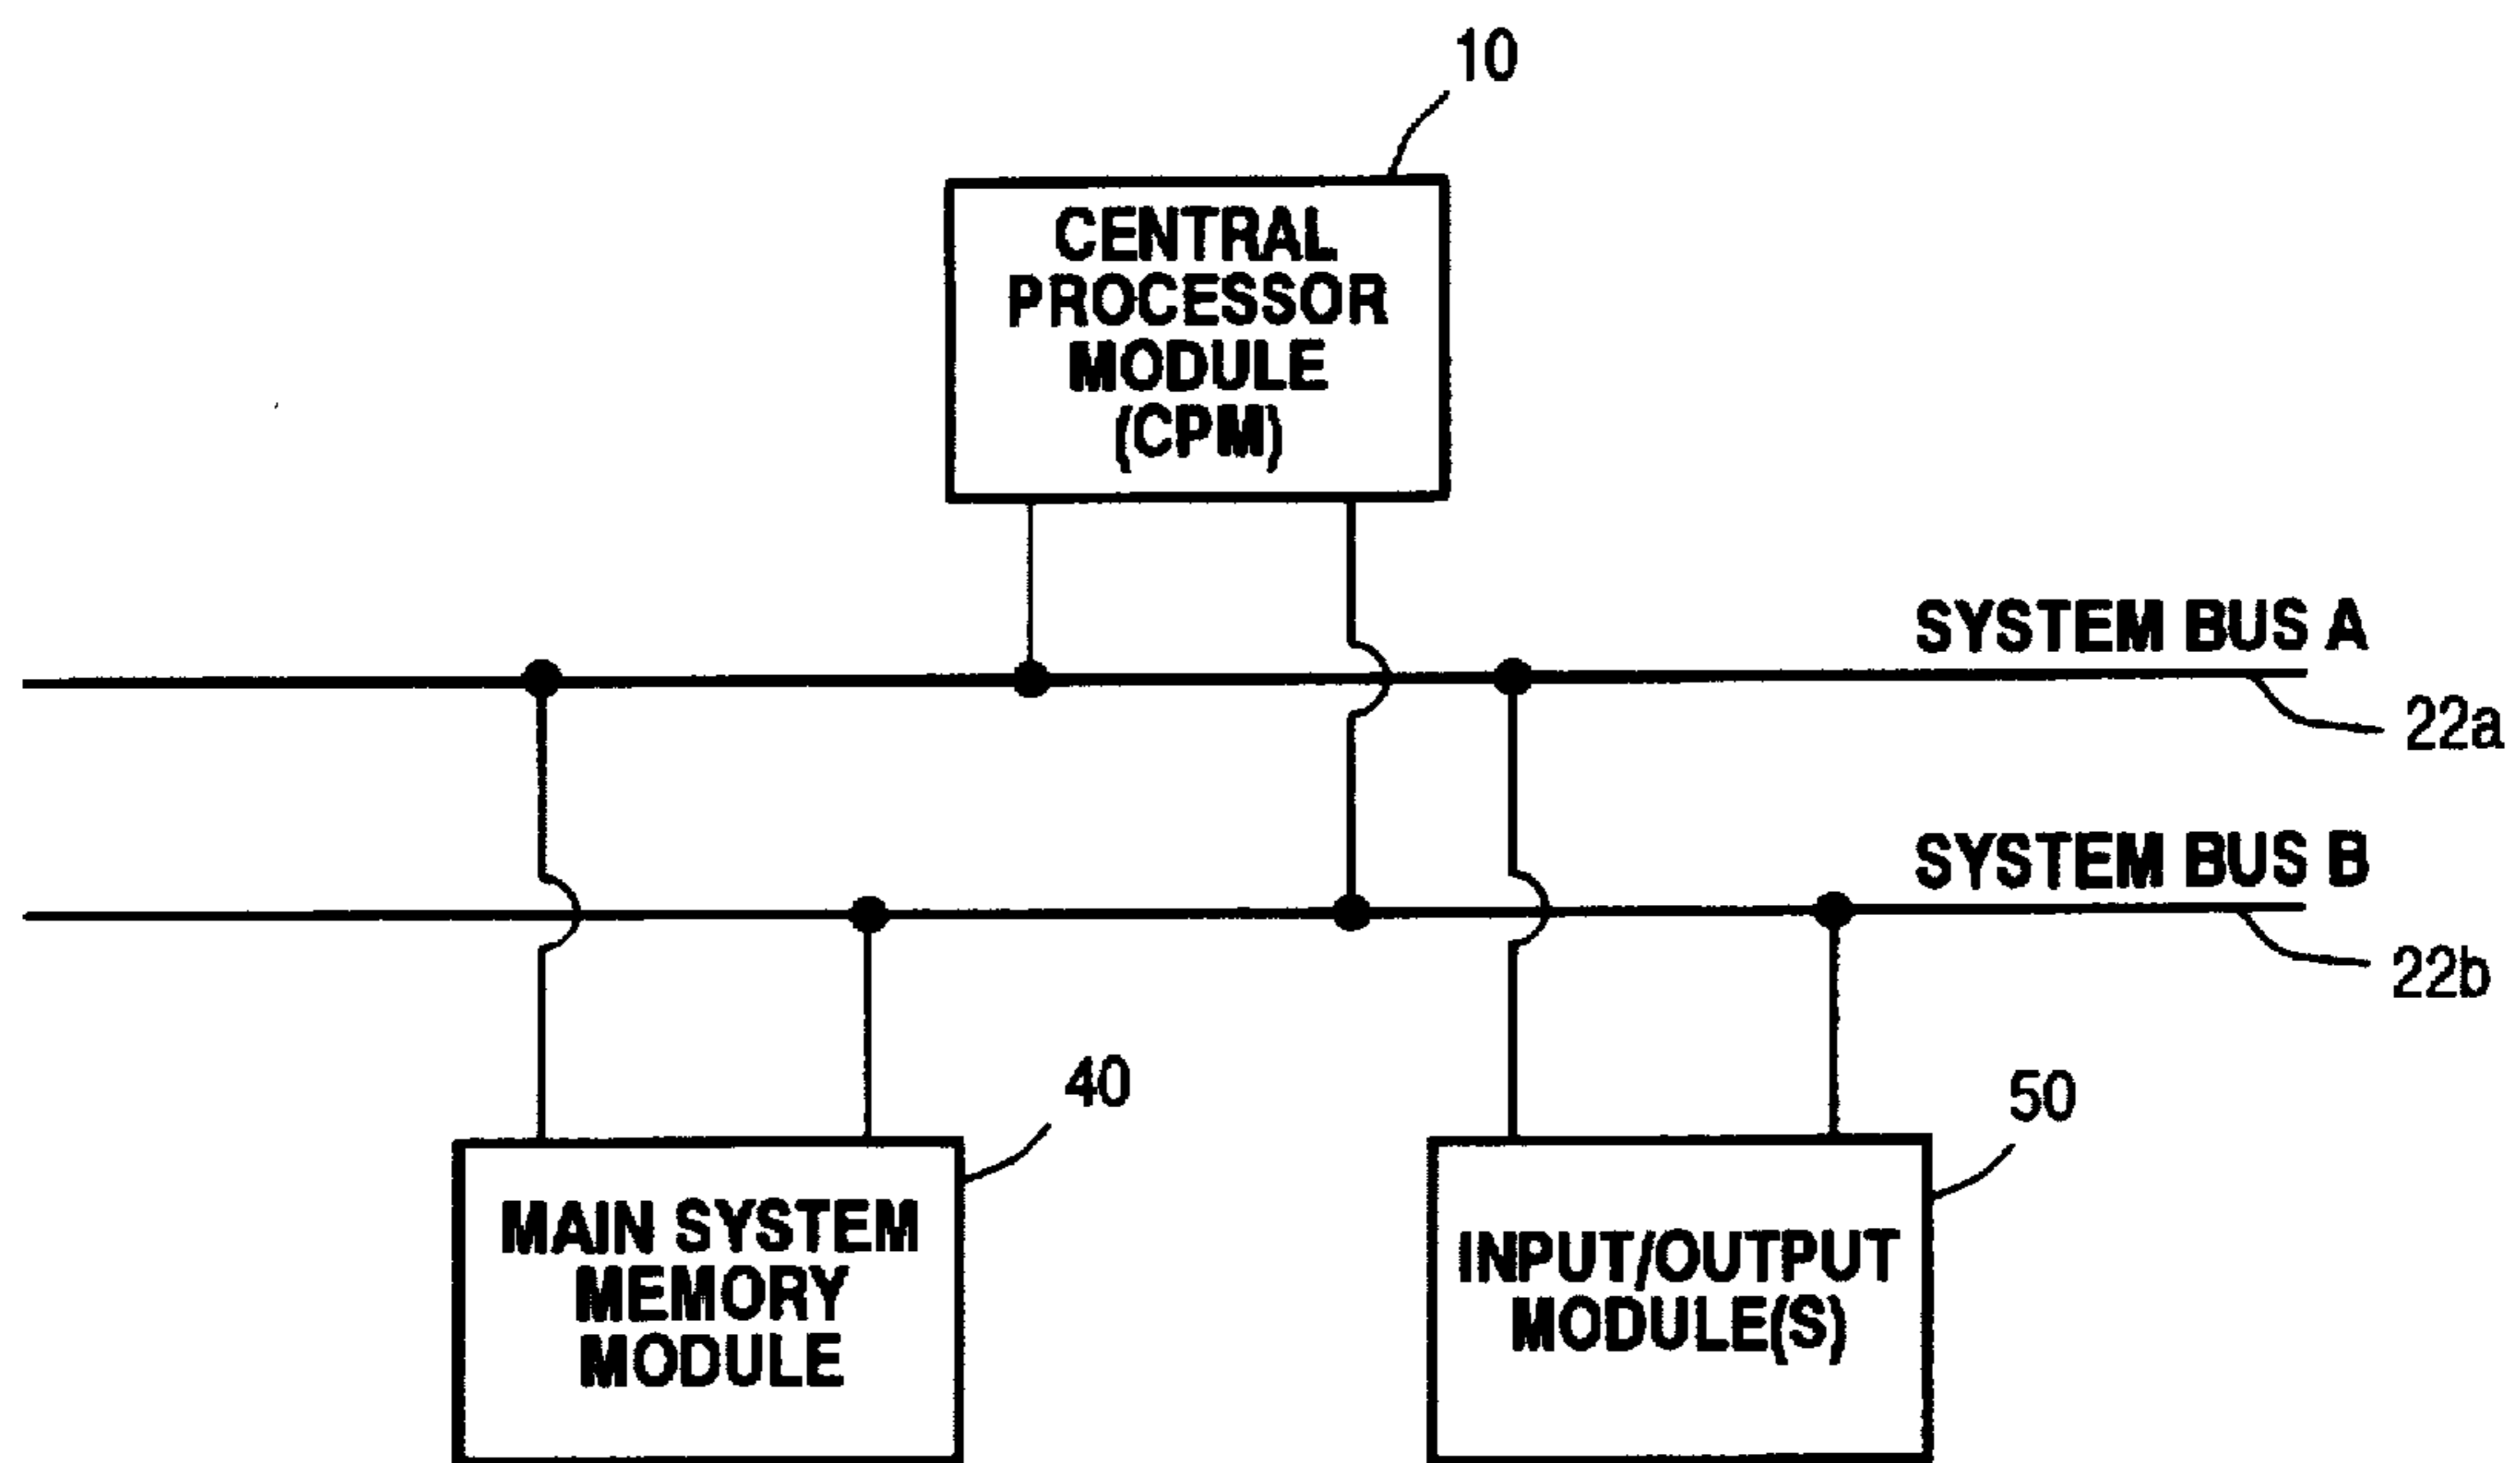 10
CENTRAL
PROCESSOR
MODULE
(CPM)
SYSTEM BUS A
22a
SYSTEM BUS B
22b
40
50
MAIN SYSTEM
MEMORY
MODULE
INPUT/OUTPUT
MODULE(S)